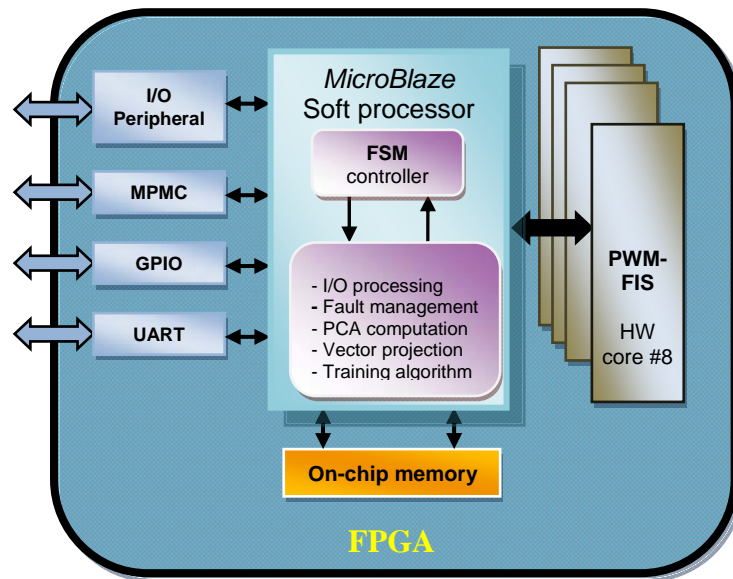 I/O
Peripheral
MPMC
GPIO
UART
MicroBlaze
Soft processor
FSM
controller
- I/O processing
- Fault management
- PCA computation
- Vector projection
- Training algorithm
On-chip memory
PWM-
FIS
HW
core #8
FPGA